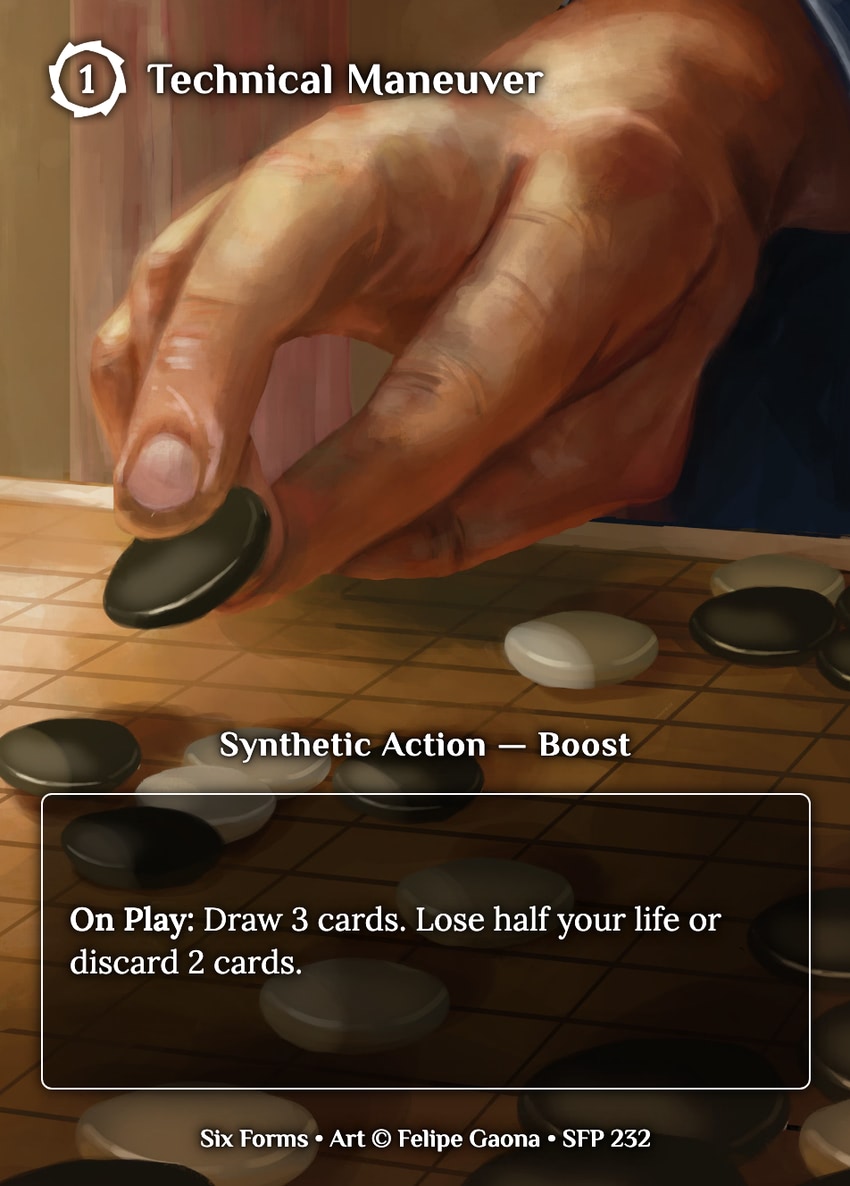 1 Technical Maneuver
Synthetic Action — Boost
On Play: Draw 3 cards. Lose half your life or
discard 2 cards.
Six Forms • Art © Felipe Gaona • SFP 232